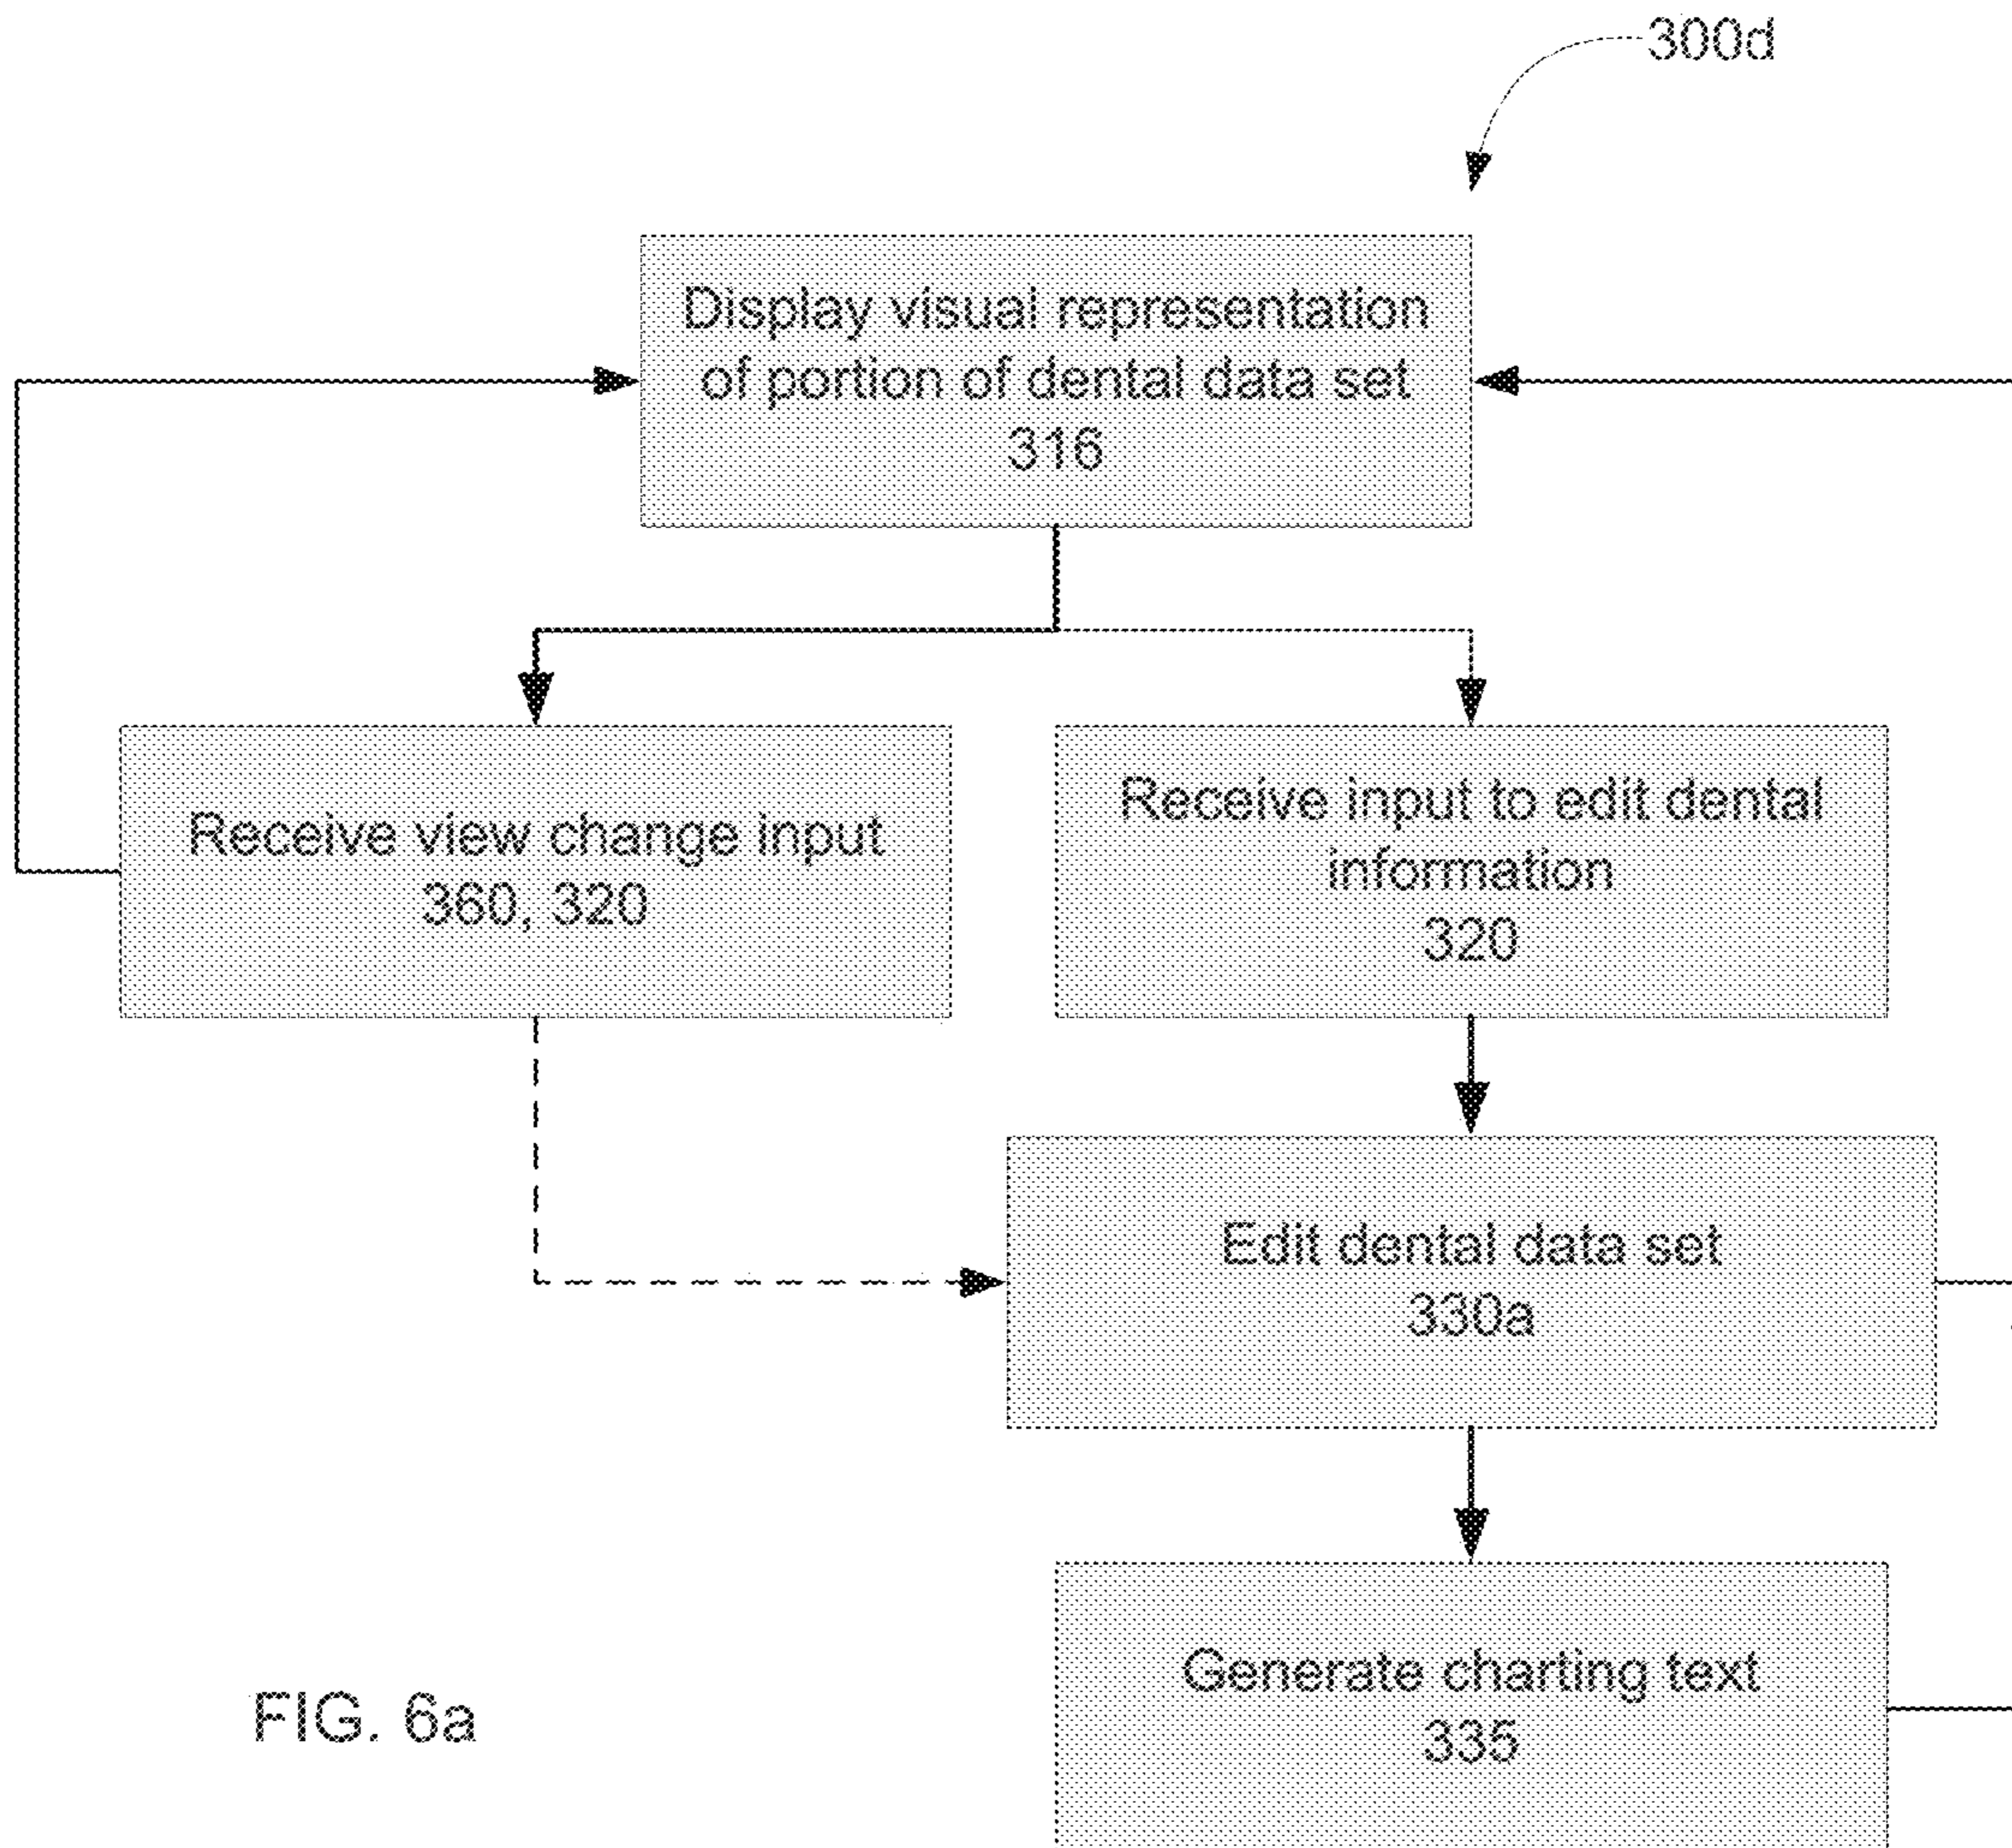 300d
Display visual representation
of portion of dental data set
316
Receive view change input
360, 320
Receive input to edit dental
information
320
Edit dental data set
330a
Generate charting text
335
FIG. 6a